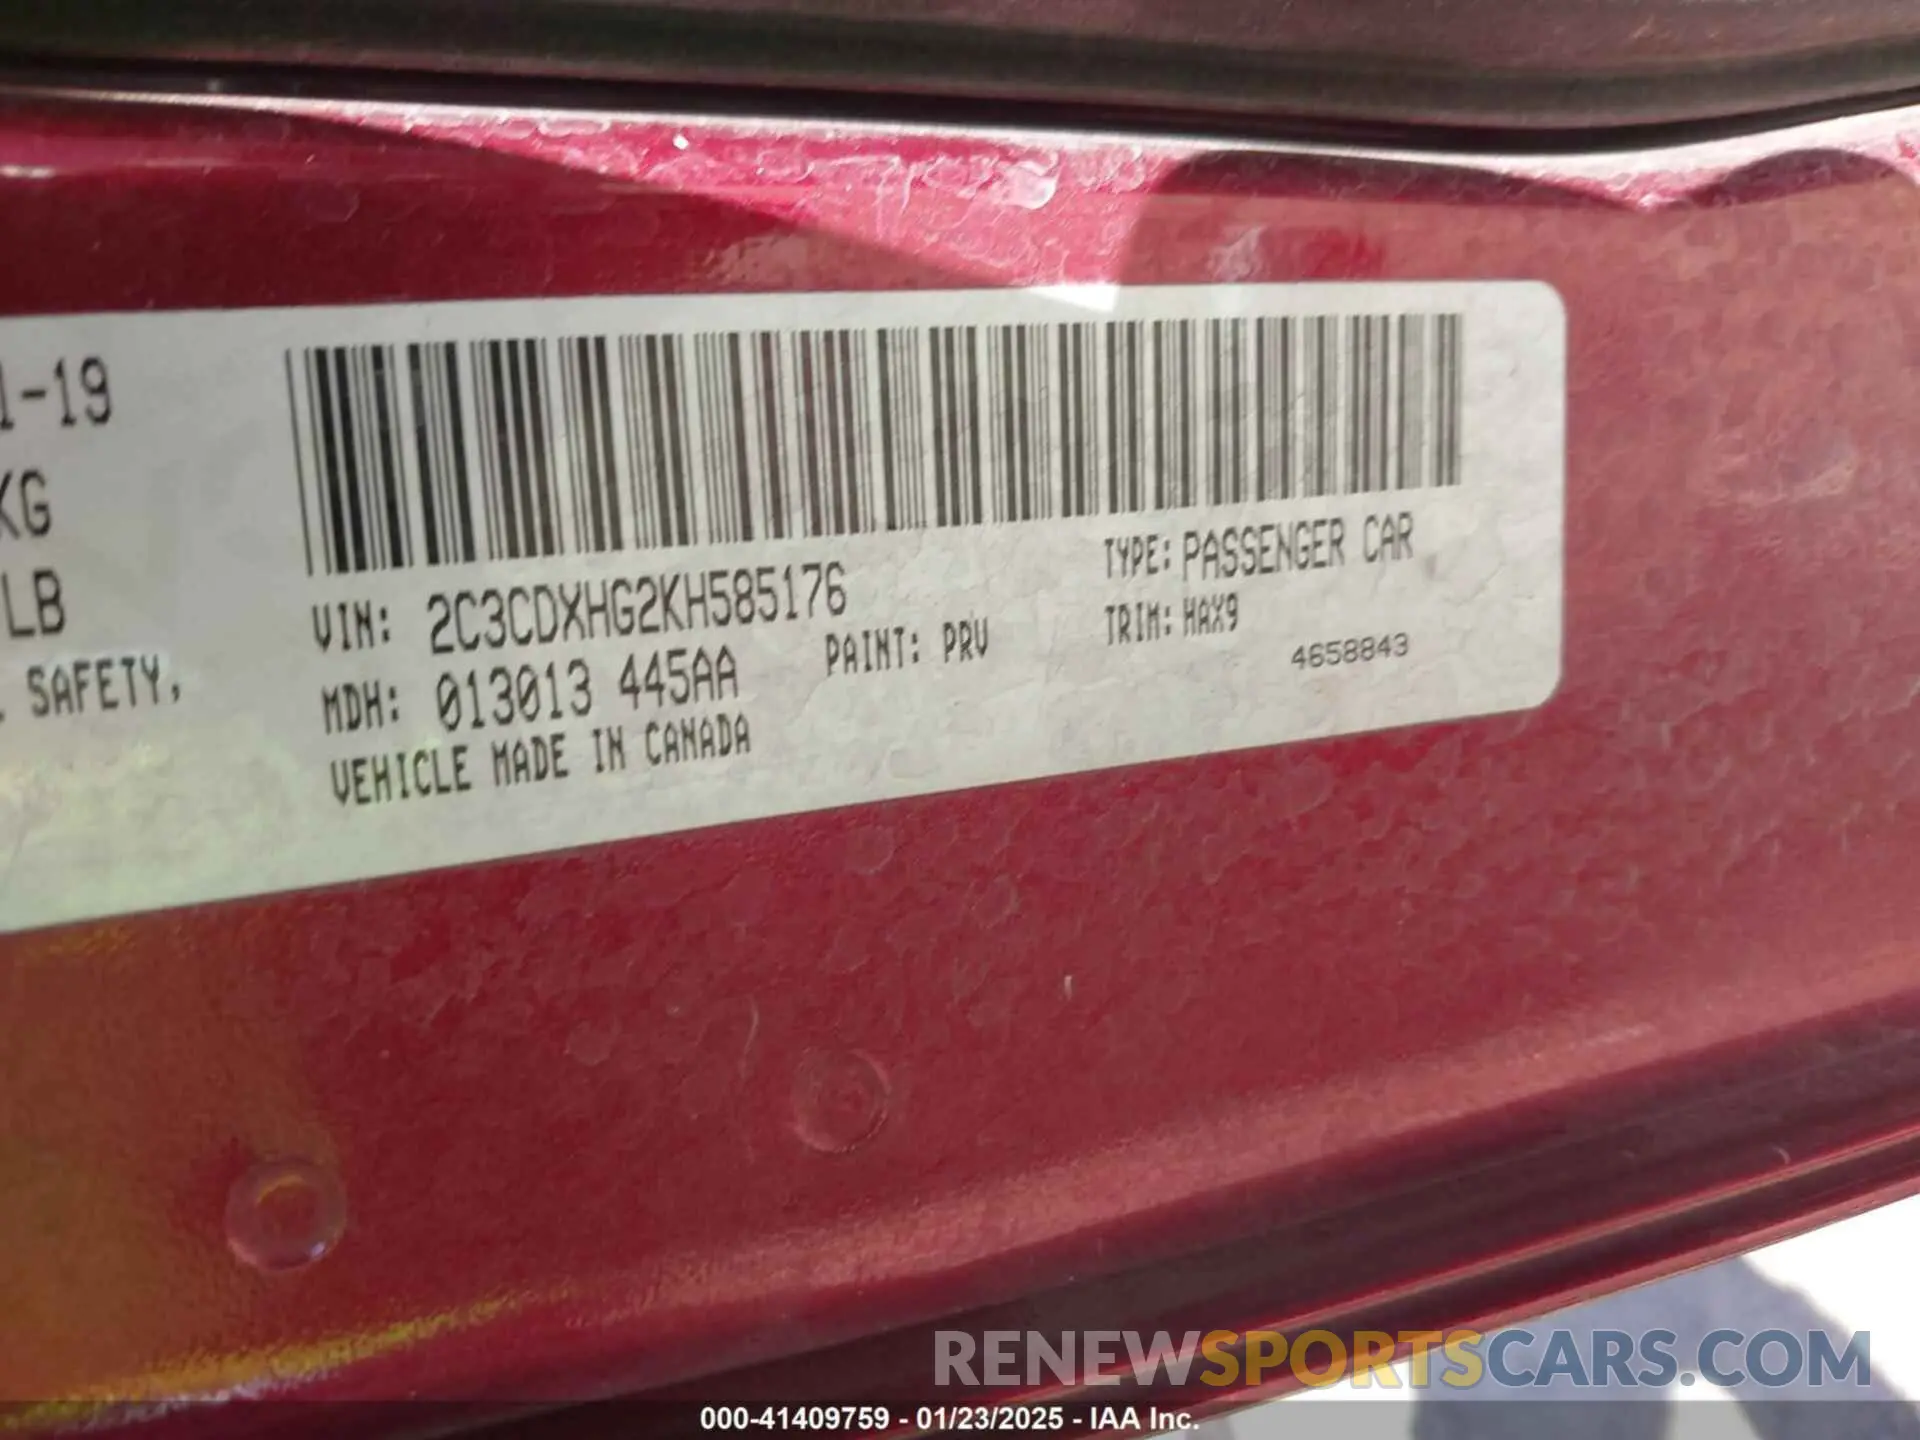 1-19
KG
LB
SAFETY,
VIN: 2C3CDXHG2KH585176
TYPE: PASSENGER CAR
MDH: 013013 445AA
PAINT: PRV
TRIM: HAX9
VEHICLE MADE IN CANADA
4658843
RENEWSPORTSCARS.COM
000-41409759 - 01/23/2025 - IAA Inc.